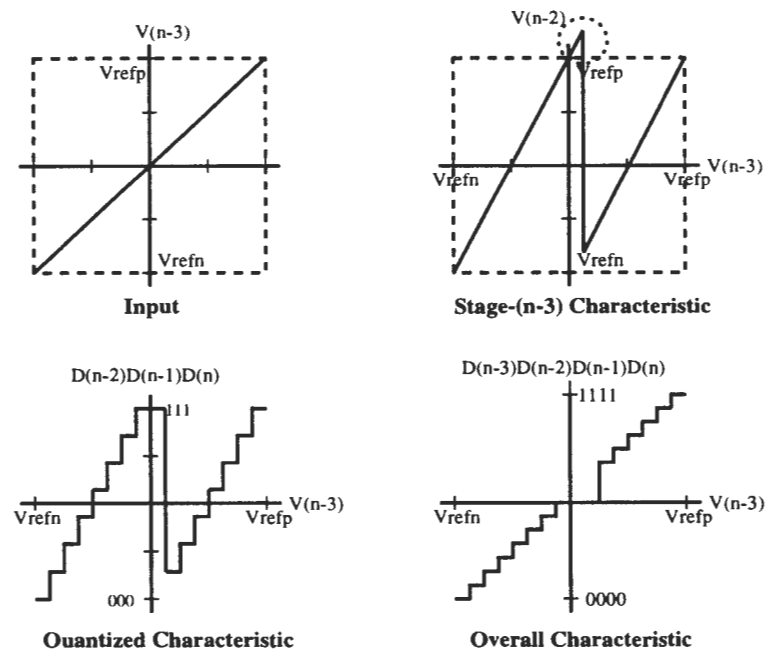 V(n-3)
Vrefp
Vrefn
Input
V(n-2)
Vrefp
Vrefn
V(n-3)
Vrefp
Vrefn
Stage-(n-3) Characteristic
D(n-2)D(n-1)D(n)
111
Vrefn
Vrefp
V(n-3)
000
Quantized Characteristic
D(n-3)D(n-2)D(n-1)D(n)
1111
Vrefn
Vrefp
V(n-3)
0000
Overall Characteristic